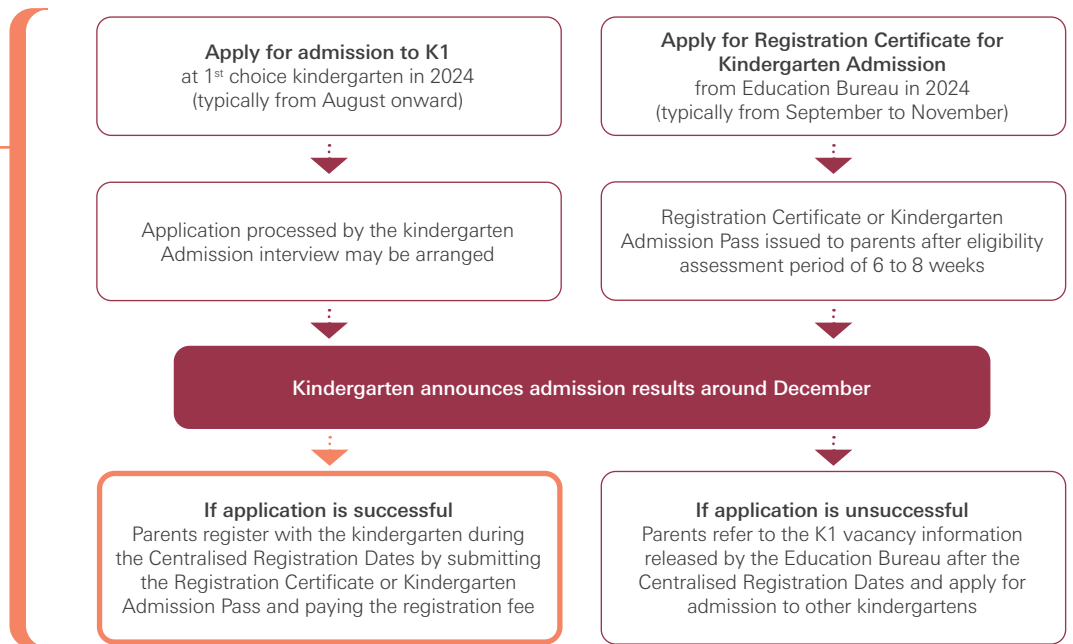 Apply for admission to K1
at 1st choice kindergarten in 2024
(typically from August onward)
Apply for Registration Certificate for
Kindergarten Admission
from Education Bureau in 2024
(typically from September to November)
Application processed by the kindergarten
Admission interview may be arranged
Registration Certificate or Kindergarten
Admission Pass issued to parents after eligibility
assessment period of 6 to 8 weeks
Kindergarten announces admission results around December
If application is successful
Parents register with the kindergarten during
the Centralised Registration Dates by submitting
the Registration Certificate or Kindergarten
Admission Pass and paying the registration fee
If application is unsuccessful
Parents refer to the K1 vacancy information
released by the Education Bureau after the
Centralised Registration Dates and apply for
admission to other kindergartens